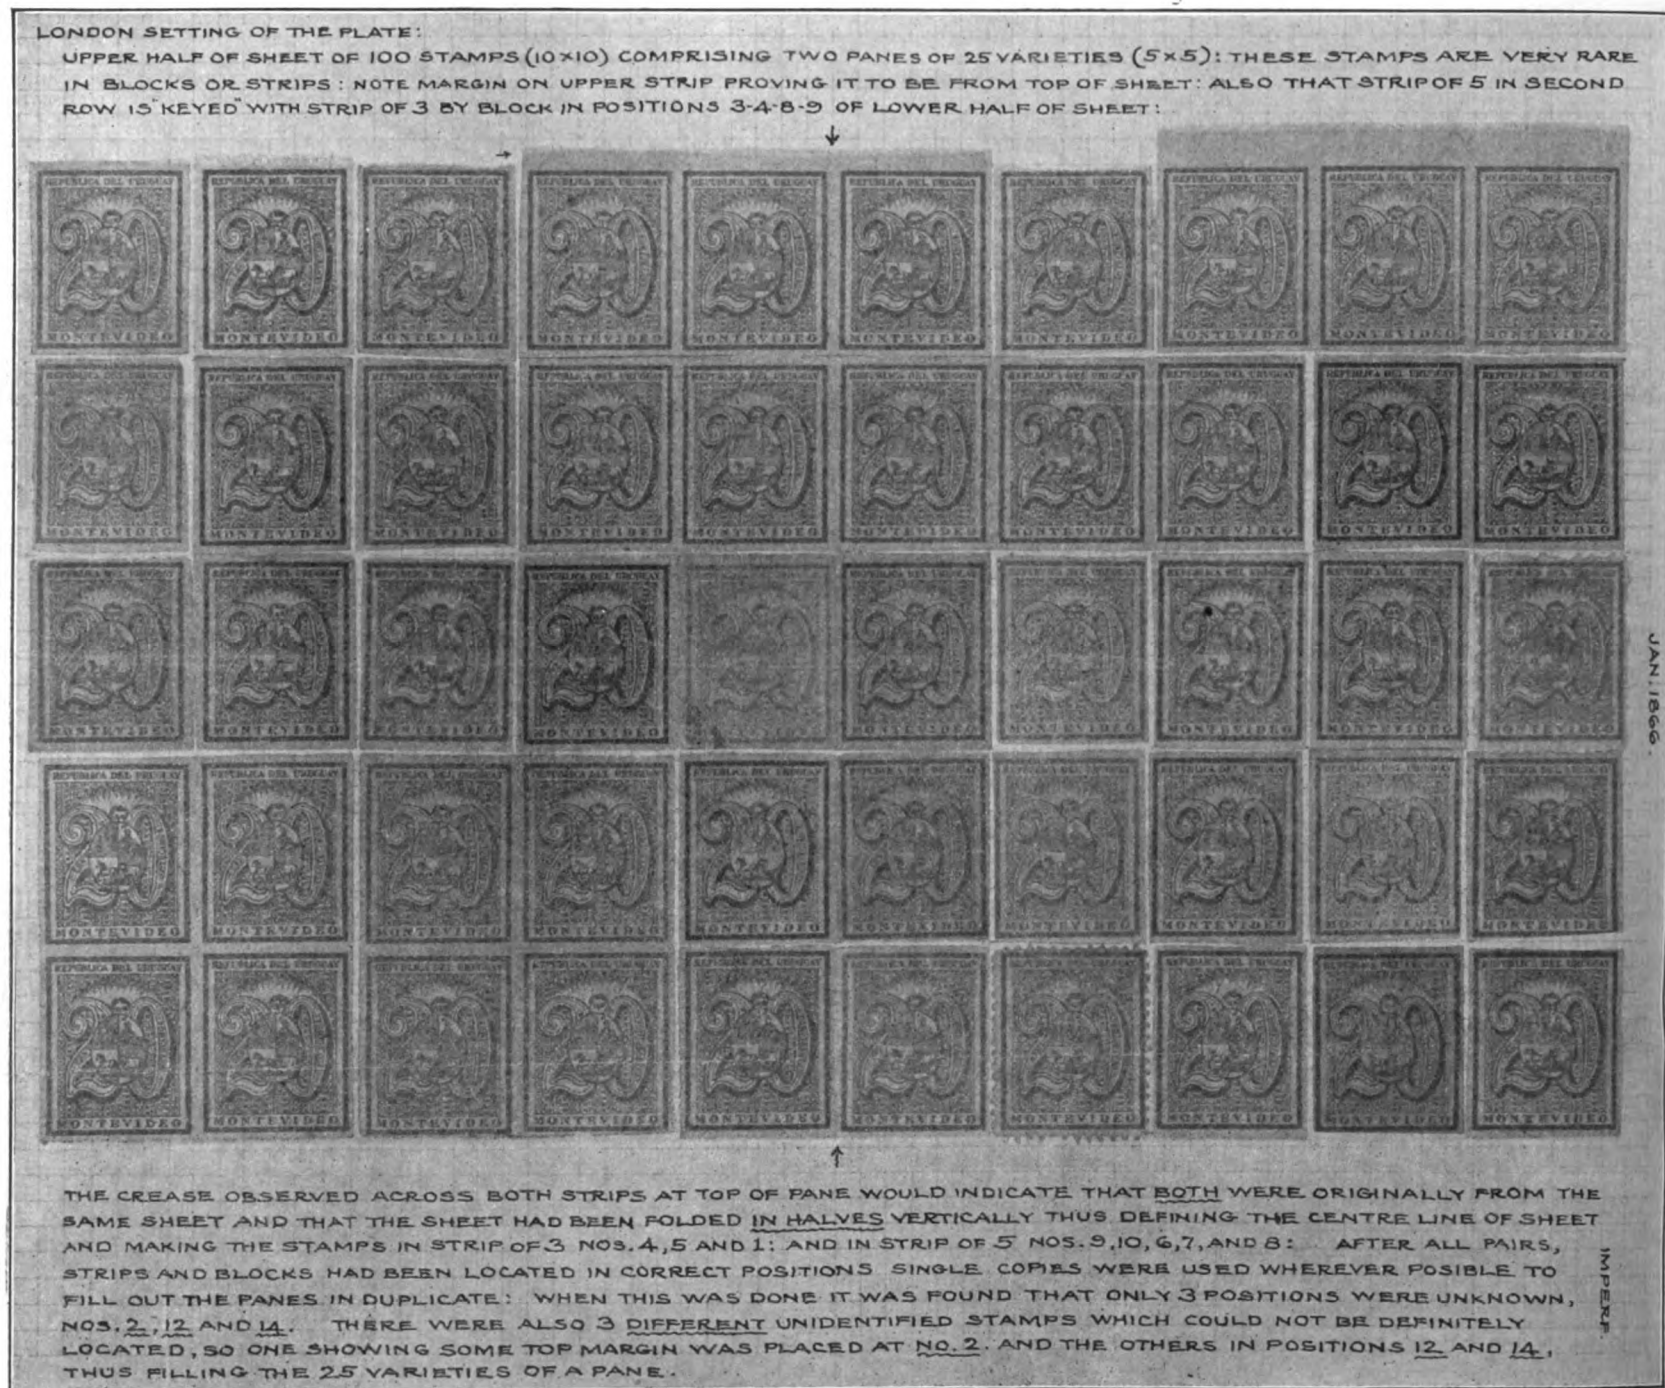 LONDON SETTING OF THE PLATE:
UPPER HALF OF SHEET OF 100 STAMPS (10×10) COMPRISING TWO PANES OF 25 VARIETIES (5×5): THESE STAMPS ARE VERY RARE
IN BLOCKS OR STRIPS: NOTE MARGIN ON UPPER STRIP PROVING IT TO BE FROM TOP OF SHEET: ALSO THAT STRIP OF 5 IN SECOND
ROW IS "KEYED" WITH STRIP OF 3 BY BLOCK IN POSITIONS 3-4-8-9 OF LOWER HALF OF SHEET:
REPUBLICA DEL URUGUAY
20
MONTEVIDEO
JAN: 1866.
THE CREASE OBSERVED ACROSS BOTH STRIPS AT TOP OF PANE WOULD INDICATE THAT BOTH WERE ORIGINALLY FROM THE
SAME SHEET AND THAT THE SHEET HAD BEEN FOLDED IN HALVES VERTICALLY THUS DEFINING THE CENTRE LINE OF SHEET
AND MAKING THE STAMPS IN STRIP OF 3 NOS. 4, 5 AND 1: AND IN STRIP OF 5 NOS. 9, 10, 6, 7, AND 8: AFTER ALL PAIRS,
STRIPS AND BLOCKS HAD BEEN LOCATED IN CORRECT POSITIONS SINGLE COPIES WERE USED WHEREVER POSIBLE TO
FILL OUT THE PANES IN DUPLICATE: WHEN THIS WAS DONE IT WAS FOUND THAT ONLY 3 POSITIONS WERE UNKNOWN,
NOS. 2, 12 AND 14. THERE WERE ALSO 3 DIFFERENT UNIDENTIFIED STAMPS WHICH COULD NOT BE DEFINITELY
LOCATED, SO ONE SHOWING SOME TOP MARGIN WAS PLACED AT NO. 2. AND THE OTHERS IN POSITIONS 12 AND 14,
THUS FILLING THE 25 VARIETIES OF A PANE.
IMPERF.